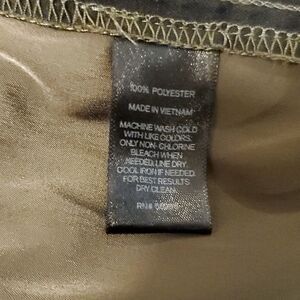 100% POLYESTER
MADE IN VIETNAM
MACHINE WASH COLD
WITH LIKE COLORS.
ONLY NON-CHLORINE
BLEACH WHEN
NEEDED. LINE DRY.
COOL IRON IF NEEDED.
FOR BEST RESULTS
DRY CLEAN.
RN#